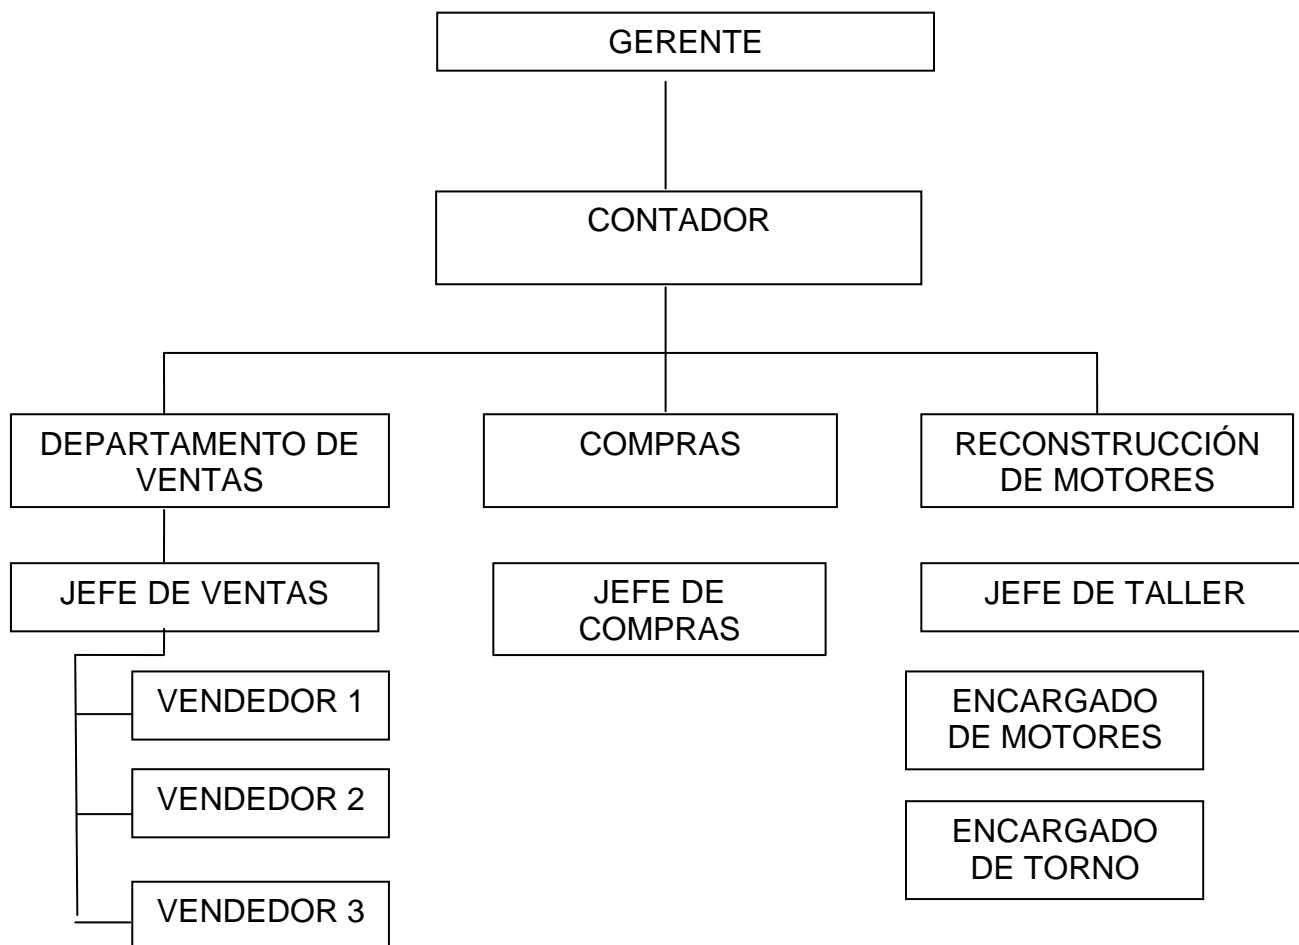 GERENTE
CONTADOR
DEPARTAMENTO DE
VENTAS
COMPRAS
RECONSTRUCCIÓN
DE MOTORES
JEFE DE VENTAS
JEFE DE
COMPRAS
JEFE DE TALLER
VENDEDOR 1
VENDEDOR 2
VENDEDOR 3
ENCARGADO
DE MOTORES
ENCARGADO
DE TORNO